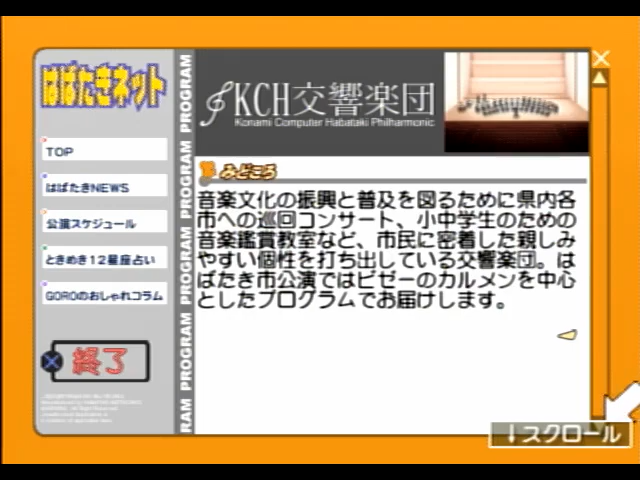 はばたきネット
TOP
はばたきNEWS
公演スケジュール
ときめき12星座占い
GOROのおしゃれコラム
終了
PROGRAM PROGRAM PROGRAM PROGRAM PROGRAM
KCH交響楽団
Konami Computer Habataki Philharmonic
みどころ
音楽文化の振興と普及を図るために県内各
市への巡回コンサート、小中学生のための
音楽鑑賞教室など、市民に密着した親しみ
やすい個性を打ち出している交響楽団。は
ばたき市公演ではビゼーのカルメンを中心
としたプログラムでお届けします。
↓スクロール